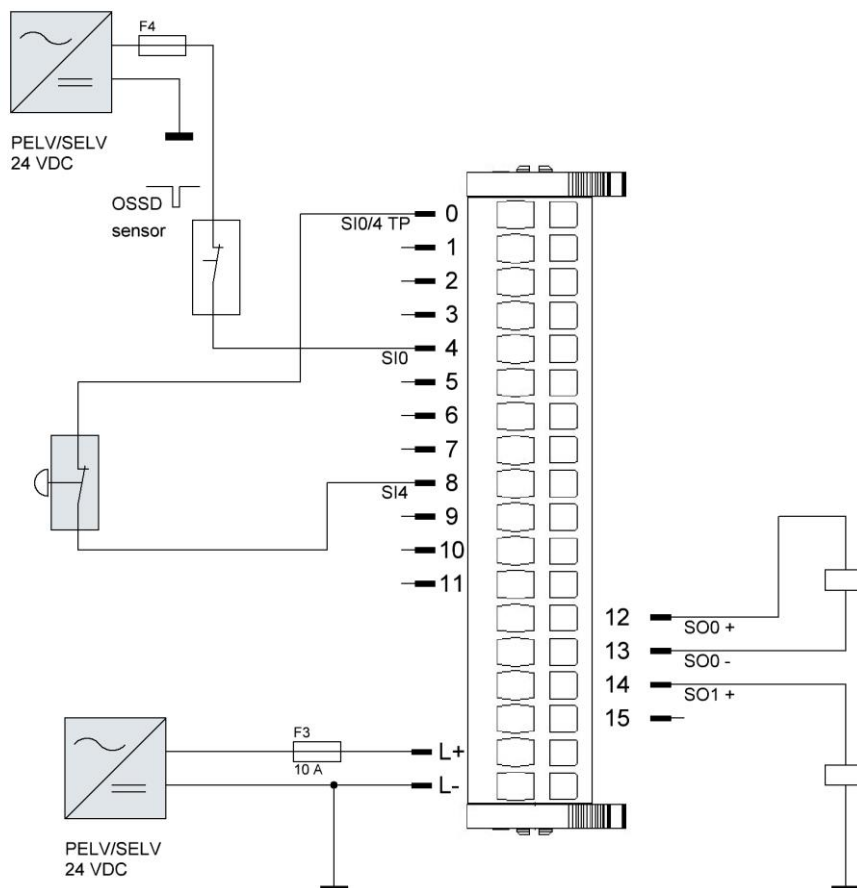 F4
PELV/SELV
24 VDC
OSSD
sensor
SI0/4 TP
0
1
2
3
SI0
4
5
6
7
SI4
8
9
10
11
12
SO0 +
13
SO0 -
14
SO1 +
15
F3
10 A
L+
L-
PELV/SELV
24 VDC